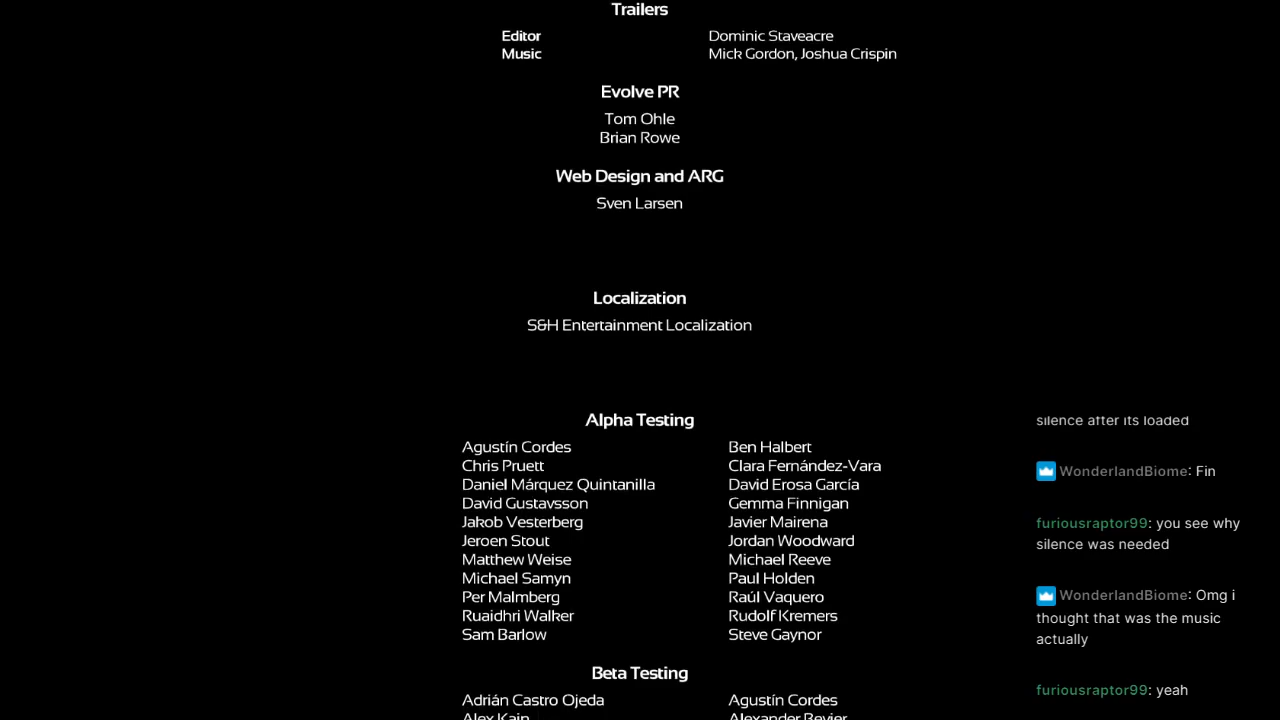 Trailers
Editor Dominic Staveacre
Music Mick Gordon, Joshua Crispin
Evolve PR
Tom Ohle
Brian Rowe
Web Design and ARG
Sven Larsen
Localization
S&H Entertainment Localization
Alpha Testing
Agustín Cordes Ben Halbert
Chris Pruett Clara Fernández-Vara
Daniel Márquez Quintanilla David Erosa García
David Gustavsson Gemma Finnigan
Jakob Vesterberg Javier Mairena
Jeroen Stout Jordan Woodward
Matthew Weise Michael Reeve
Michael Samyn Paul Holden
Per Malmberg Raúl Vaquero
Ruaidhri Walker Rudolf Kremers
Sam Barlow Steve Gaynor
Beta Testing
Adrián Castro Ojeda Agustín Cordes
Alex Kain Alexander Bevier
silence after its loaded
WonderlandBiome: Fin
furiousraptor99: you see why
silence was needed
WonderlandBiome: Omg i
thought that was the music
actually
furiousraptor99: yeah